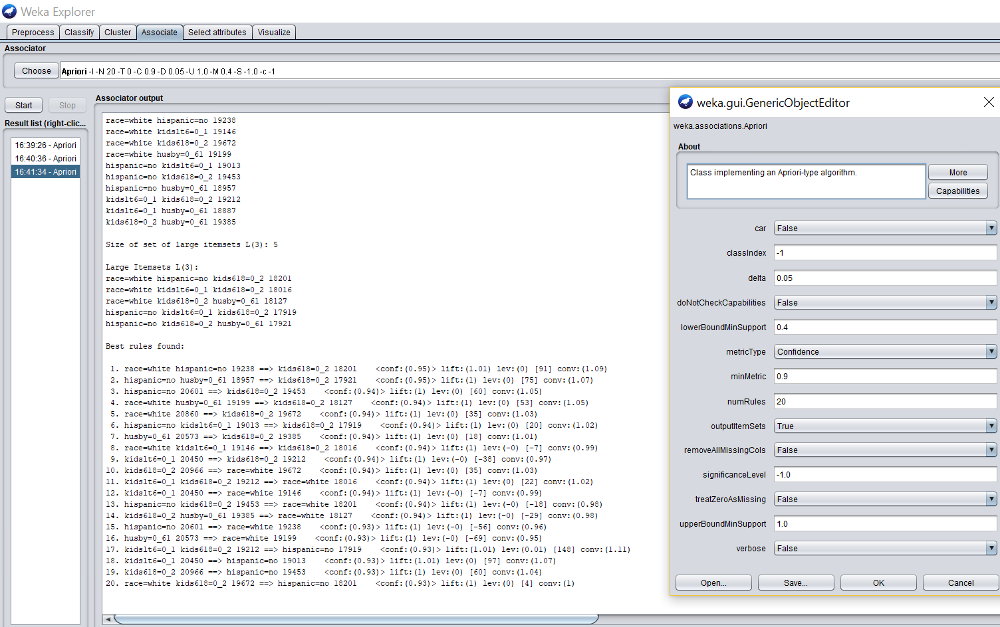 Weka Explorer
Preprocess Classify Cluster Associate Select attributes Visualize
Associator
Choose Apriori -I -N 20 -T 0 -C 0.9 -D 0.05 -U 1.0 -M 0.4 -S -1.0 -c -1
Start Stop
Result list (right-clic...
16:39:26 - Apriori
16:40:36 - Apriori
16:41:34 - Apriori
Associator output
race=white hispanic=no 19238
race=white kidslt6=0_1 19146
race=white kids618=0_2 19672
race=white husby=0_61 19199
hispanic=no kidslt6=0_1 19013
hispanic=no kids618=0_2 19453
hispanic=no husby=0_61 18957
kidslt6=0_1 kids618=0_2 19212
kidslt6=0_1 husby=0_61 18887
kids618=0_2 husby=0_61 19385
Size of set of large itemsets L(3): 5
Large Itemsets L(3):
race=white hispanic=no kids618=0_2 18201
race=white kidslt6=0_1 kids618=0_2 18016
race=white kids618=0_2 husby=0_61 18127
hispanic=no kidslt6=0_1 kids618=0_2 17919
hispanic=no kids618=0_2 husby=0_61 17921
Best rules found:
1. race=white hispanic=no 19238 ==> kids618=0_2 18201 <conf:(0.95)> lift:(1.01) lev:(0) [91] conv:(1.09)
2. hispanic=no husby=0_61 18957 ==> kids618=0_2 17921 <conf:(0.95)> lift:(1) lev:(0) [75] conv:(1.07)
3. hispanic=no 20601 ==> kids618=0_2 19453 <conf:(0.94)> lift:(1) lev:(0) [60] conv:(1.05)
4. race=white husby=0_61 19199 ==> kids618=0_2 18127 <conf:(0.94)> lift:(1) lev:(0) [53] conv:(1.05)
5. race=white 20860 ==> kids618=0_2 19672 <conf:(0.94)> lift:(1) lev:(0) [35] conv:(1.03)
6. hispanic=no kidslt6=0_1 19013 ==> kids618=0_2 17919 <conf:(0.94)> lift:(1) lev:(0) [20] conv:(1.02)
7. husby=0_61 20573 ==> kids618=0_2 19385 <conf:(0.94)> lift:(1) lev:(0) [18] conv:(1.01)
8. race=white kidslt6=0_1 19146 ==> kids618=0_2 18016 <conf:(0.94)> lift:(1) lev:(-0) [-7] conv:(0.99)
9. kidslt6=0_1 20450 ==> kids618=0_2 19212 <conf:(0.94)> lift:(1) lev:(-0) [-38] conv:(0.97)
10. kids618=0_2 20966 ==> race=white 19672 <conf:(0.94)> lift:(1) lev:(0) [35] conv:(1.03)
11. kidslt6=0_1 kids618=0_2 19212 ==> race=white 18016 <conf:(0.94)> lift:(1) lev:(0) [22] conv:(1.02)
12. kidslt6=0_1 20450 ==> race=white 19146 <conf:(0.94)> lift:(1) lev:(-0) [-7] conv:(0.99)
13. hispanic=no kids618=0_2 19453 ==> race=white 18201 <conf:(0.94)> lift:(1) lev:(-0) [-18] conv:(0.98)
14. kids618=0_2 husby=0_61 19385 ==> race=white 18127 <conf:(0.94)> lift:(1) lev:(-0) [-29] conv:(0.98)
15. hispanic=no 20601 ==> race=white 19238 <conf:(0.93)> lift:(1) lev:(-0) [-56] conv:(0.96)
16. husby=0_61 20573 ==> race=white 19199 <conf:(0.93)> lift:(1) lev:(-0) [-69] conv:(0.95)
17. kidslt6=0_1 kids618=0_2 19212 ==> hispanic=no 17919 <conf:(0.93)> lift:(1.01) lev:(0.01) [148] conv:(1.11)
18. kidslt6=0_1 20450 ==> hispanic=no 19013 <conf:(0.93)> lift:(1.01) lev:(0) [97] conv:(1.07)
19. kids618=0_2 20966 ==> hispanic=no 19453 <conf:(0.93)> lift:(1) lev:(0) [60] conv:(1.04)
20. race=white kids618=0_2 19672 ==> hispanic=no 18201 <conf:(0.93)> lift:(1) lev:(0) [4] conv:(1)
weka.gui.GenericObjectEditor
weka.associations.Apriori
About
Class implementing an Apriori-type algorithm.
More
Capabilities
car False
classIndex -1
delta 0.05
doNotCheckCapabilities False
lowerBoundMinSupport 0.4
metricType Confidence
minMetric 0.9
numRules 20
outputItemSets True
removeAllMissingCols False
significanceLevel -1.0
treatZeroAsMissing False
upperBoundMinSupport 1.0
verbose False
Open... Save... OK Cancel